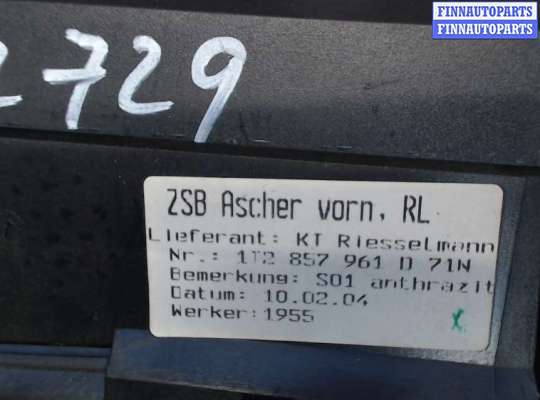 FINNAUTOPARTS
FINNAUTOPARTS
2729
ZSB Ascher vorn, RL
Lieferant: KT Riesselmann
Nr.: 1T2 857 961 D 71N
Bemerkung: S01 anthrazit
Datum: 10.02.04
Werker:1955
x